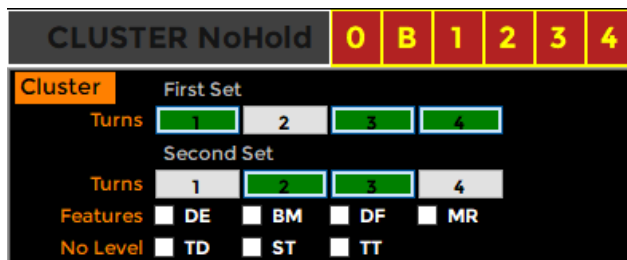 CLUSTER NoHold 0 B 1 2 3 4
Cluster First Set
Turns 1 2 3 4
Second Set
Turns 1 2 3 4
Features DE BM DF MR
No Level TD ST TT